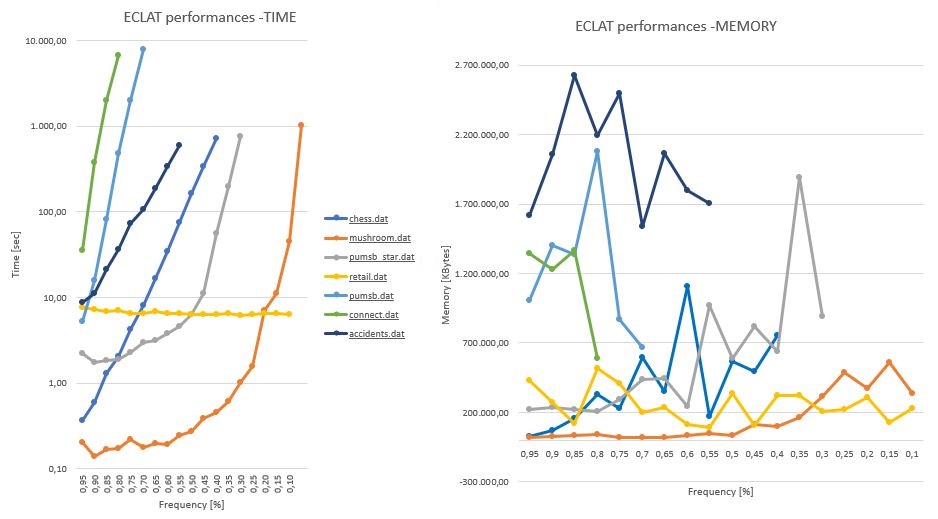 ECLAT performances -TIME
10.000,00
1.000,00
100,00
10,00
1,00
0,10
Time [sec]
0,95 0,90 0,85 0,80 0,75 0,70 0,65 0,60 0,55 0,50 0,45 0,40 0,35 0,30 0,25 0,20 0,15 0,10
Frequency [%]
chess.dat
mushroom.dat
pumsb_star.dat
retail.dat
pumsb.dat
connect.dat
accidents.dat
ECLAT performances -MEMORY
2.700.000,00
2.200.000,00
1.700.000,00
1.200.000,00
700.000,00
200.000,00
-300.000,00
Memory [KBytes]
0,95 0,9 0,85 0,8 0,75 0,7 0,65 0,6 0,55 0,5 0,45 0,4 0,35 0,3 0,25 0,2 0,15 0,1
Frequency [%]